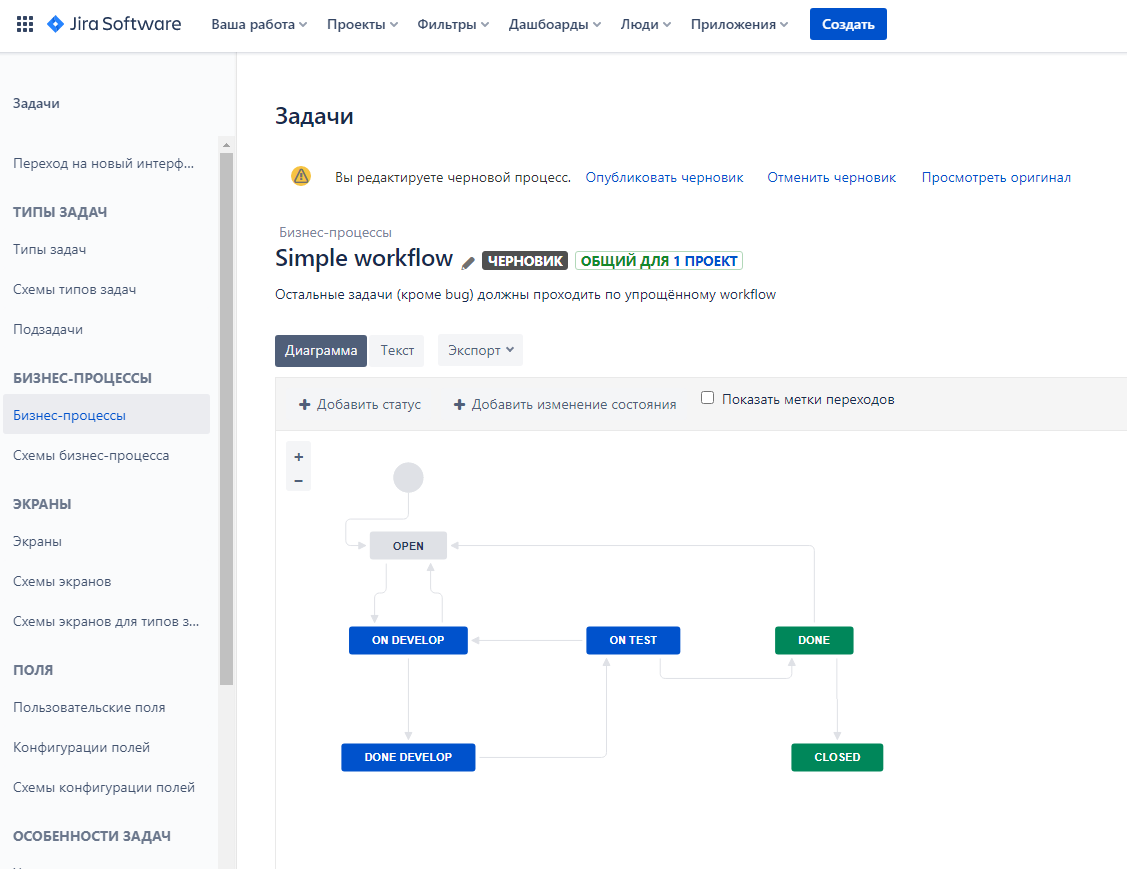 Jira Software Ваша работа Проекты Фильтры Дашбоарды Люди Приложения Создать
Задачи
Переход на новый интерф...
ТИПЫ ЗАДАЧ
Типы задач
Схемы типов задач
Подзадачи
БИЗНЕС-ПРОЦЕССЫ
Бизнес-процессы
Схемы бизнес-процесса
ЭКРАНЫ
Экраны
Схемы экранов
Схемы экранов для типов з...
ПОЛЯ
Пользовательские поля
Конфигурации полей
Схемы конфигурации полей
ОСОБЕННОСТИ ЗАДАЧ
Задачи
Вы редактируете черновой процесс. Опубликовать черновик Отменить черновик Просмотреть оригинал
Бизнес-процессы
Simple workflow ЧЕРНОВИК ОБЩИЙ ДЛЯ 1 ПРОЕКТ
Остальные задачи (кроме bug) должны проходить по упрощённому workflow
Диаграмма Текст Экспорт
+ Добавить статус + Добавить изменение состояния Показать метки переходов
+
−
OPEN
ON DEVELOP ON TEST DONE
DONE DEVELOP CLOSED